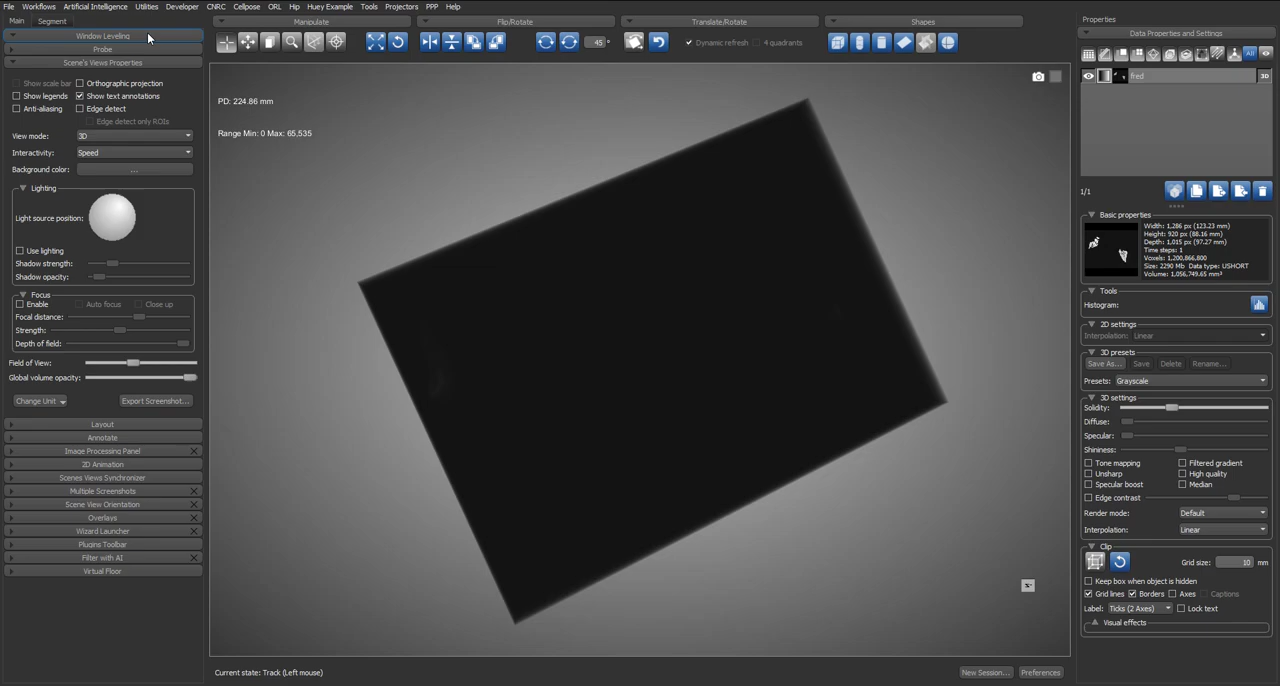 File Workflows Artificial Intelligence Utilities Developer CNRC Cellpose ORL Hip Huey Example Tools Projectors PPP Help
Main Segment
Window Leveling
Probe
Scene's Views Properties
Show scale bar Orthographic projection
Show legends Show text annotations
Anti-aliasing Edge detect
Edge detect only ROIs
View mode: 3D
Interactivity: Speed
Background color: ...
Lighting
Light source position:
Use lighting
Shadow strength:
Shadow opacity:
Focus
Enable Auto focus Close up
Focal distance:
Strength:
Depth of field:
Field of View:
Global volume opacity:
Change Unit Export Screenshot...
Layout
Annotate
Image Processing Panel
2D Animation
Scenes Views Synchronizer
Multiple Screenshots
Scene View Orientation
Overlays
Wizard Launcher
Plugins Toolbar
Filter with AI
Virtual Floor
Manipulate Flip/Rotate Translate/Rotate Shapes
45 °
Dynamic refresh 4 quadrants
PD: 224.86 mm
Range Min: 0 Max: 65,535
Current state: Track (Left mouse)
New Session... Preferences
Properties
Data Properties and Settings
All
fred 3D
1/1
Basic properties
Width: 1,286 px (123.23 mm)
Height: 920 px (88.16 mm)
Depth: 1,015 px (97.27 mm)
Time steps: 1
Voxels: 1,200,866,800
Size: 2290 Mb Data type: USHORT
Volume: 1,056,749.65 mm³
Tools
Histogram:
2D settings
Interpolation: Linear
3D presets
Save As... Save Delete Rename...
Presets: Grayscale
3D settings
Solidity:
Diffuse:
Specular:
Shininess:
Tone mapping Filtered gradient
Unsharp High quality
Specular boost Median
Edge contrast
Render mode: Default
Interpolation: Linear
Clip
Grid size: 10 mm
Keep box when object is hidden
Grid lines Borders Axes Captions
Label: Ticks (2 Axes) Lock text
Visual effects